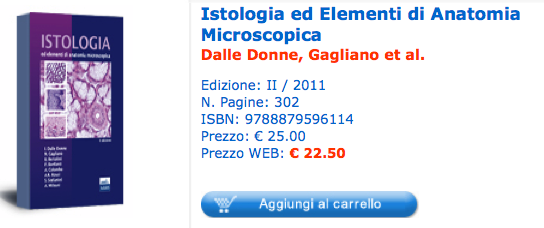 ISTOLOGIA
ed elementi di anatomia microscopica
Istologia ed Elementi di Anatomia
Microscopica
Dalle Donne, Gagliano et al.
Edizione: II / 2011
N. Pagine: 302
ISBN: 9788879596114
Prezzo: € 25.00
Prezzo WEB: € 22.50
Aggiungi al carrello